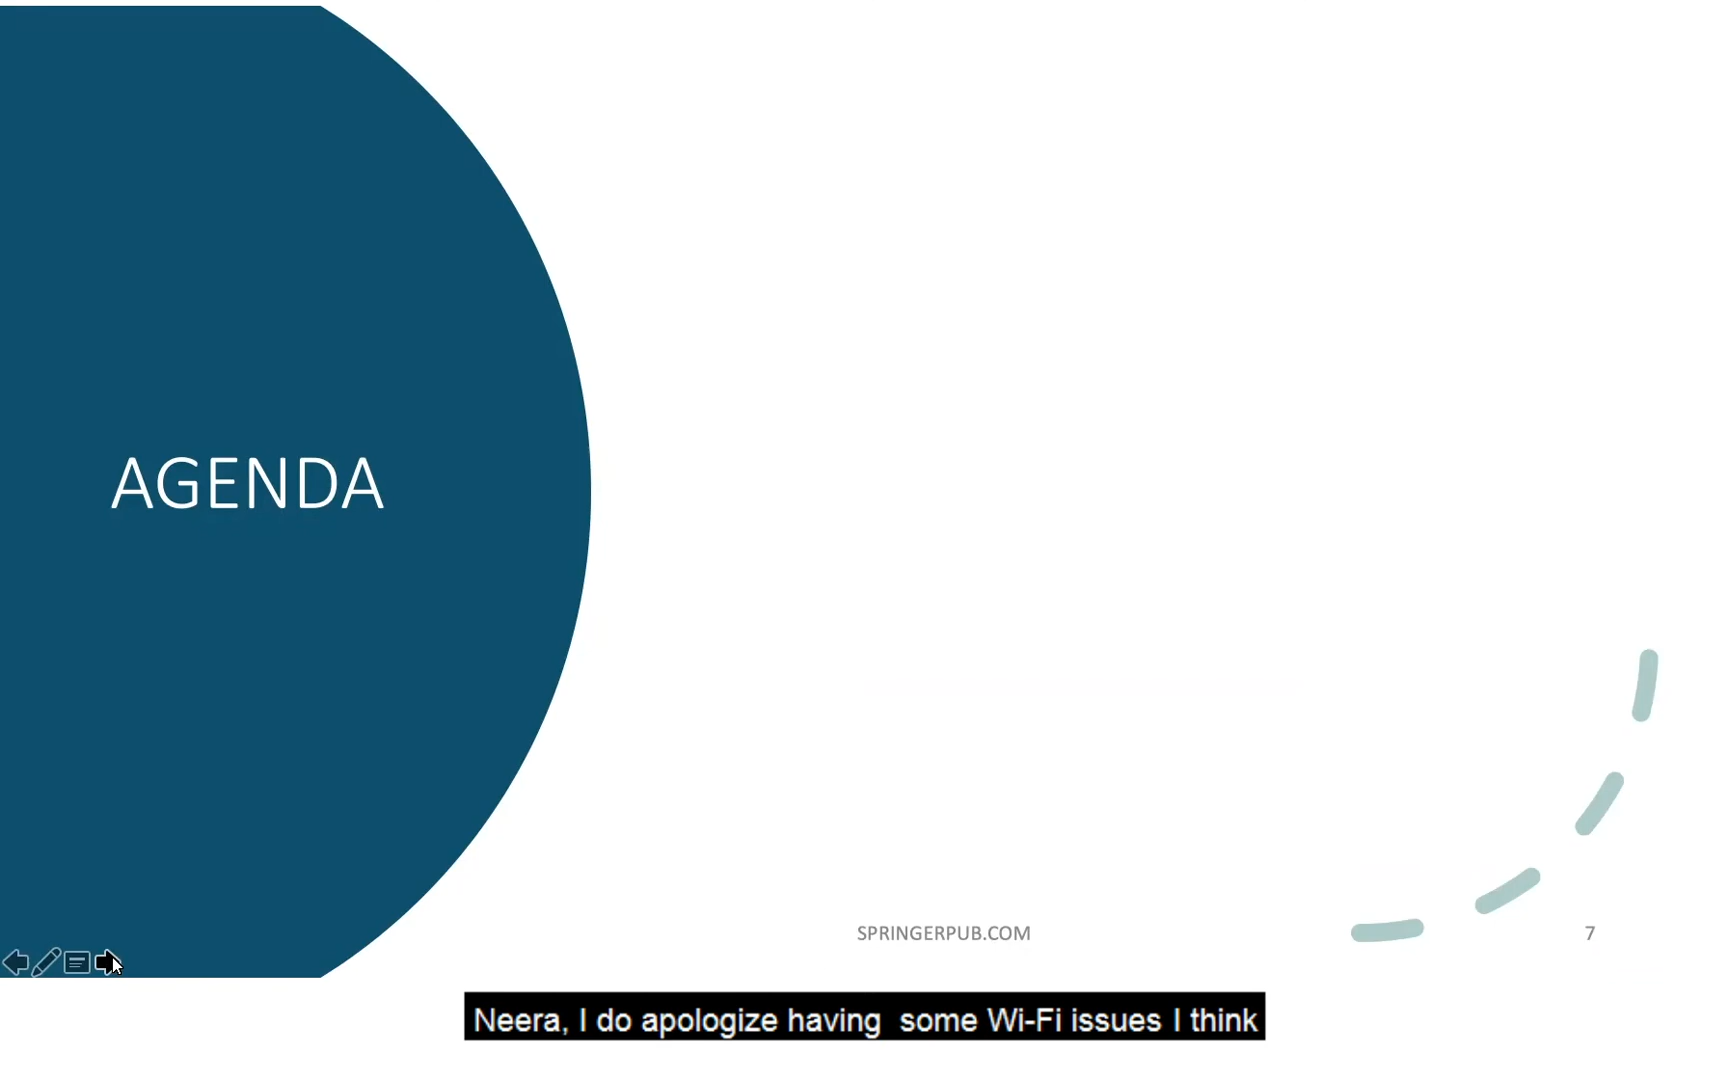 AGENDA
SPRINGERPUB.COM
7
Neera, I do apologize having  some Wi-Fi issues I think